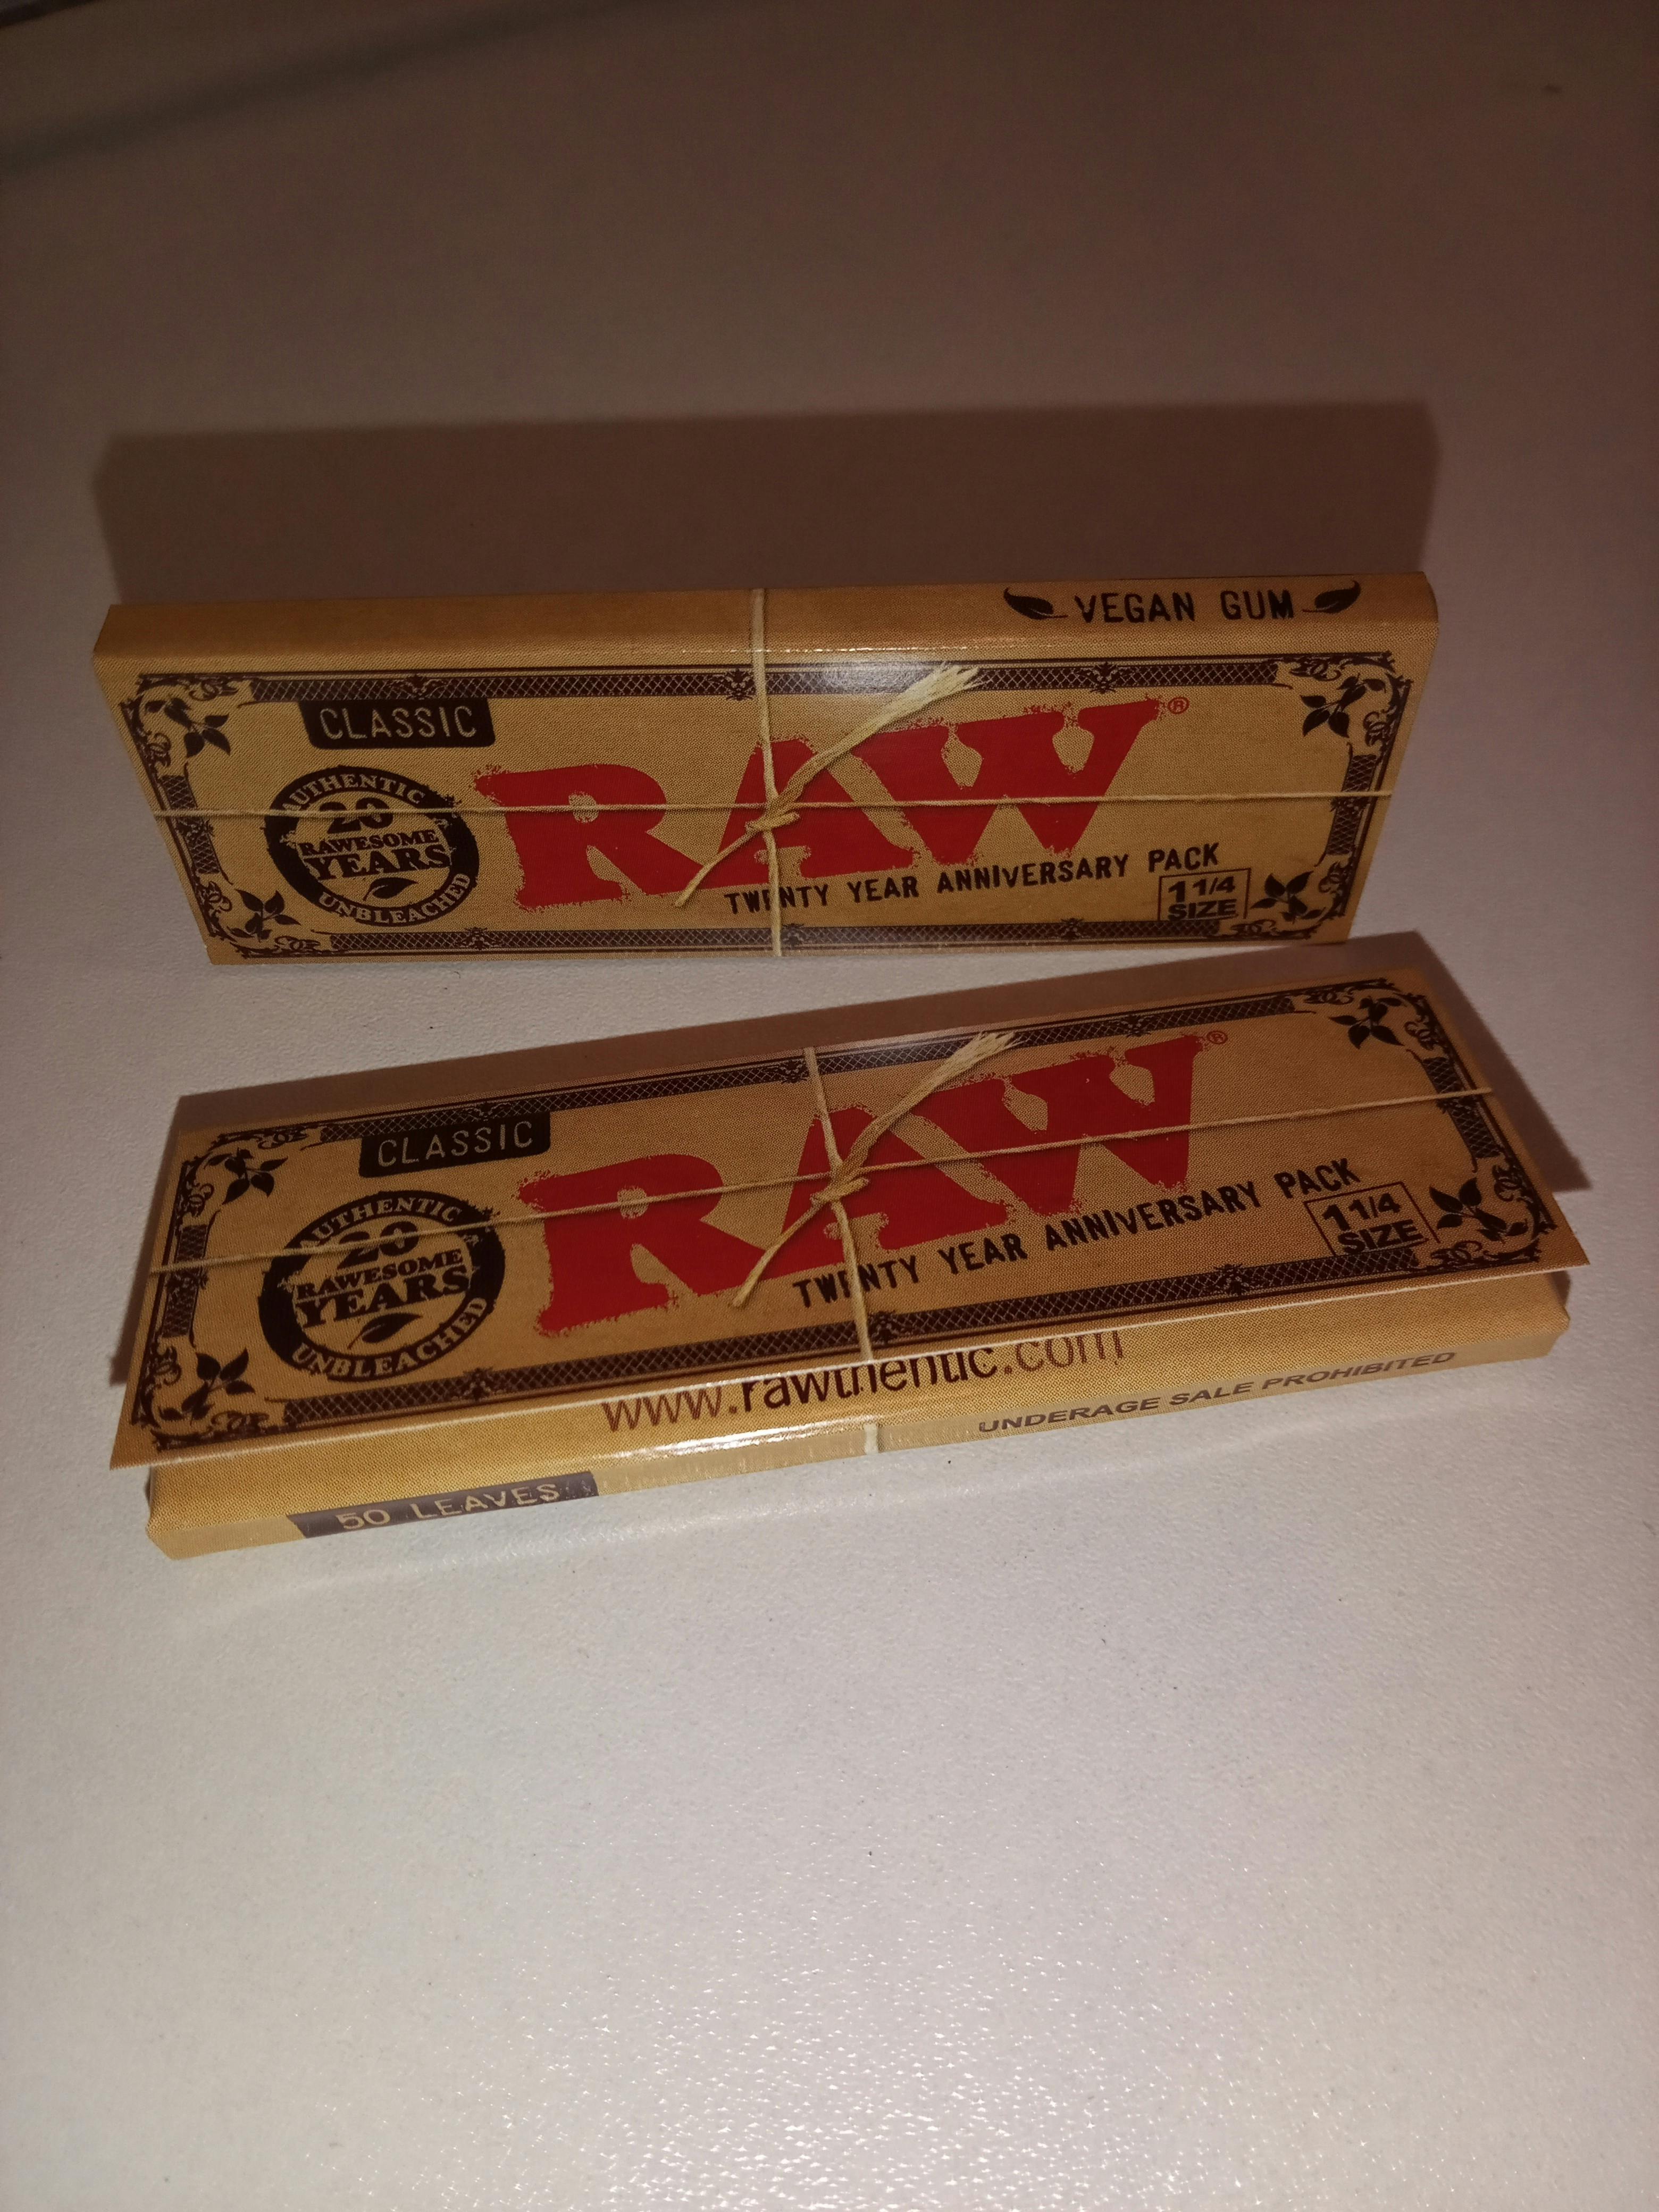 VEGAN GUM
CLASSIC
RAW®
AUTHENTIC
20
RAWESOME
YEARS
UNBLEACHED
TWENTY YEAR ANNIVERSARY PACK
1 1/4
SIZE
CLASSIC
RAW®
AUTHENTIC
20
RAWESOME
YEARS
UNBLEACHED
TWENTY YEAR ANNIVERSARY PACK
1 1/4
SIZE
www.rawthentic.com
50 LEAVES
UNDERAGE SALE PROHIBITED